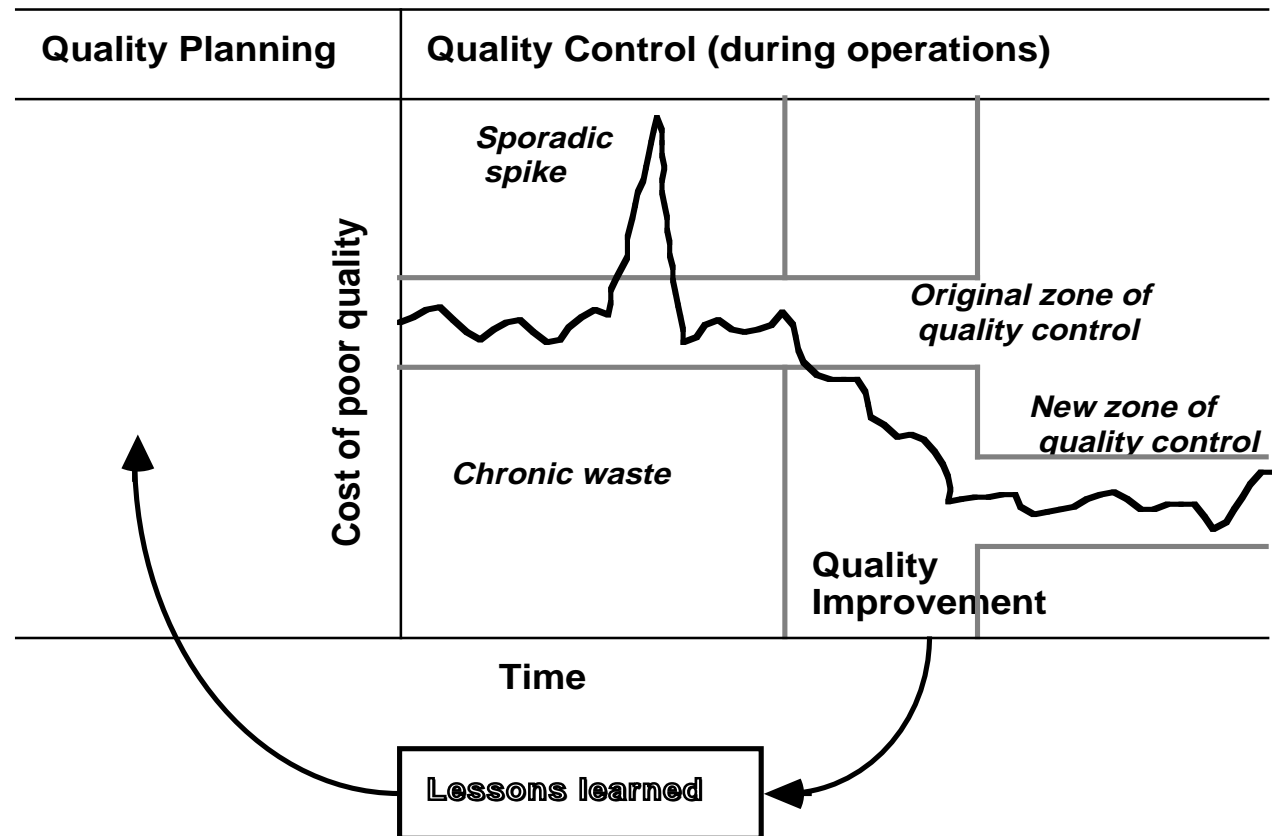 Quality Planning
Quality Control (during operations)
Sporadic
spike
Cost of poor quality
Original zone of
quality control
New zone of
quality control
Chronic waste
Quality
Improvement
Time
Lessons learned